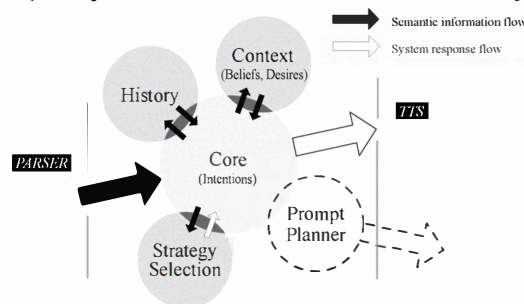 Semantic information flow
System response flow
Context
(Beliefs, Desires)
History
TTS
PARSER
Core
(Intentions)
Prompt
Planner
Strategy
Selection